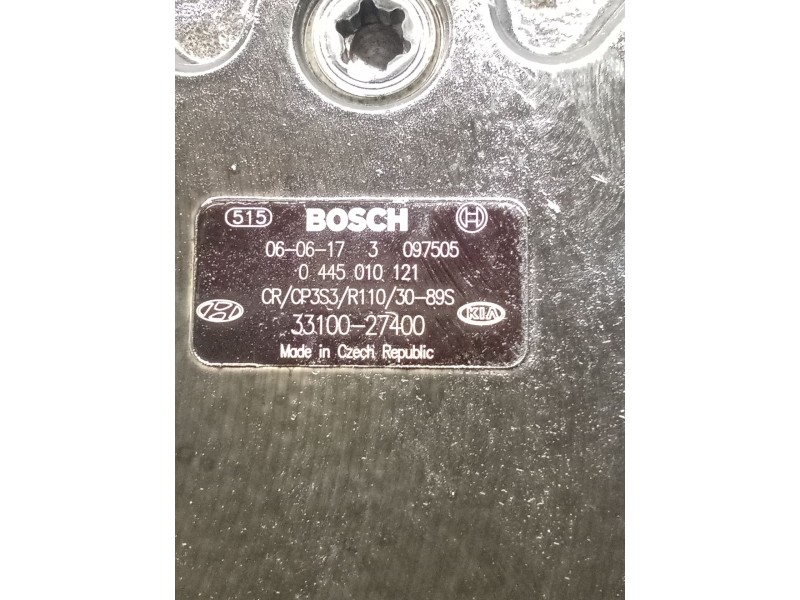 515 BOSCH
06-06-17 3 097505
0 445 010 121
CR/CP3S3/R110/30-89S
KIA
33100-27400
Made in Czech Republic